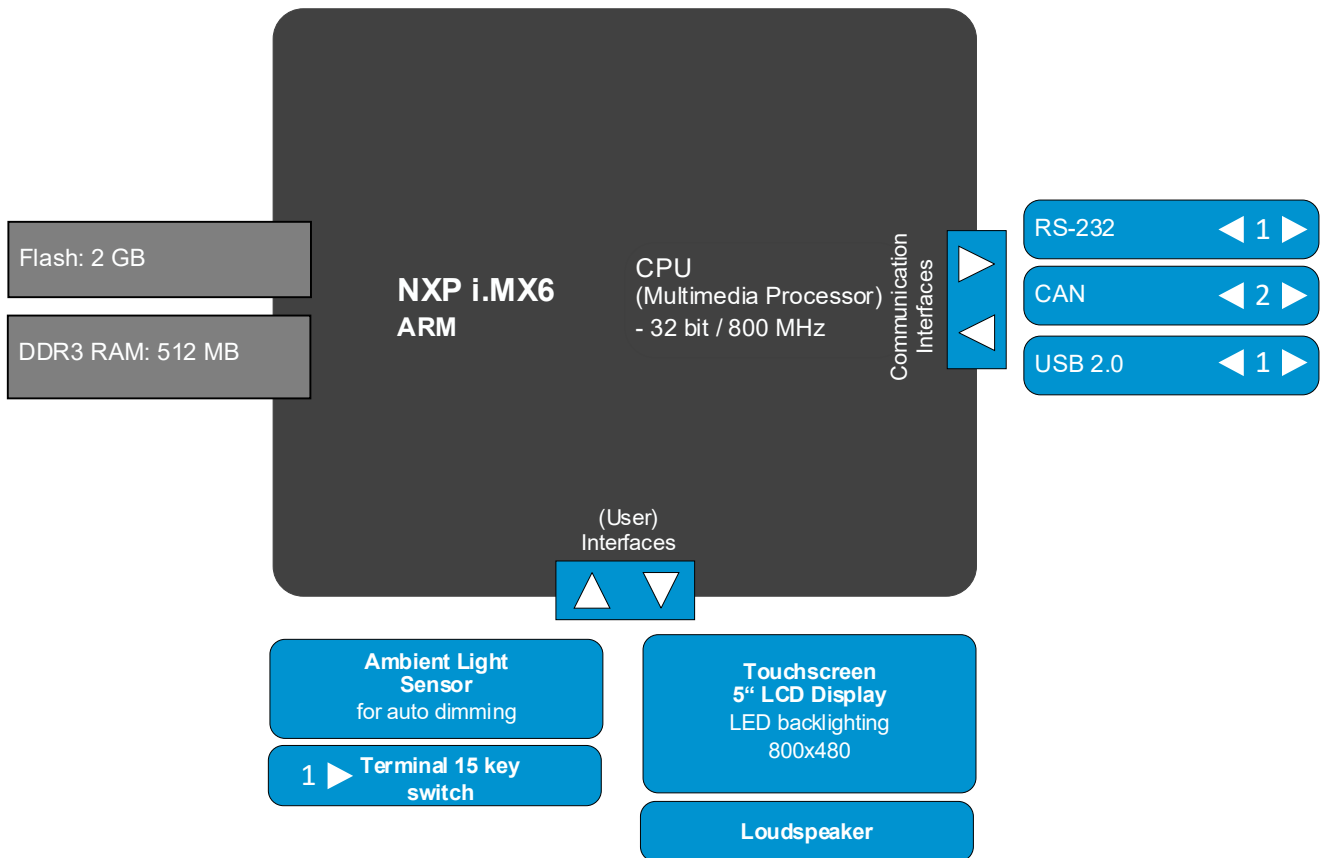 Flash: 2 GB
DDR3 RAM: 512 MB
NXP i.MX6
ARM
CPU
(Multimedia Processor)
- 32 bit / 800 MHz
Communication
Interfaces
RS-232 1
CAN 2
USB 2.0 1
(User)
Interfaces
Ambient Light
Sensor
for auto dimming
1 Terminal 15 key
switch
Touchscreen
5“ LCD Display
LED backlighting
800x480
Loudspeaker